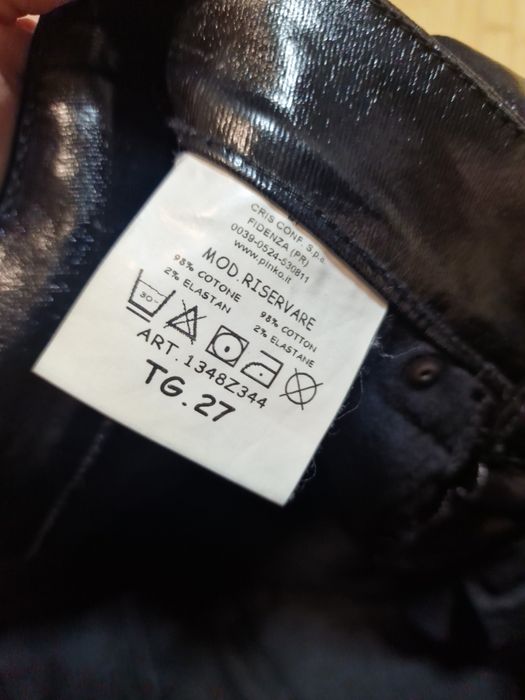 CRIS CONF. S.p.a.
FIDENZA (PR)
0039-0524-530811
www.pinko.it
MOD.RISERVARE
98% COTONE
2% ELASTAN
98% COTTON
2% ELASTANE
30°
ART. 1348Z344
TG.27